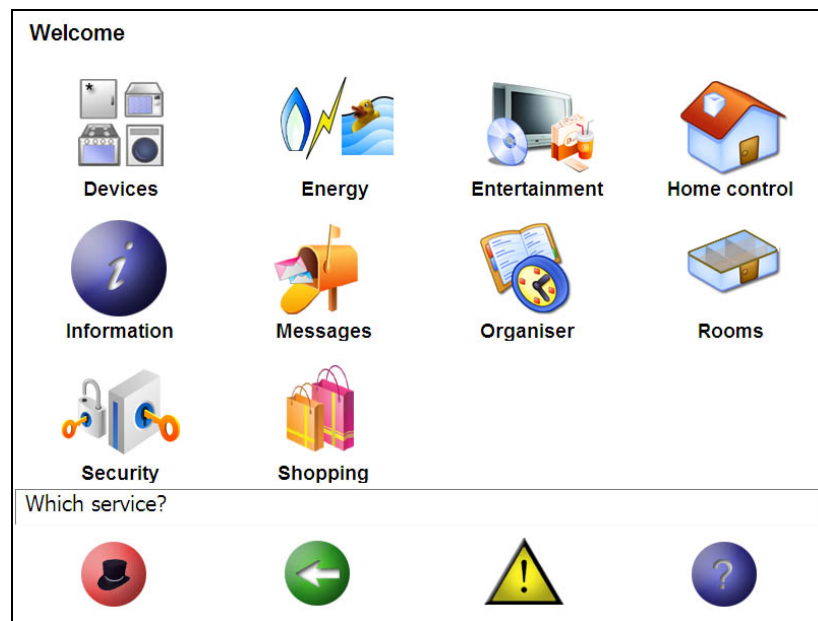 Welcome
Devices Energy Entertainment Home control
Information Messages Organiser Rooms
Security Shopping
Which service?